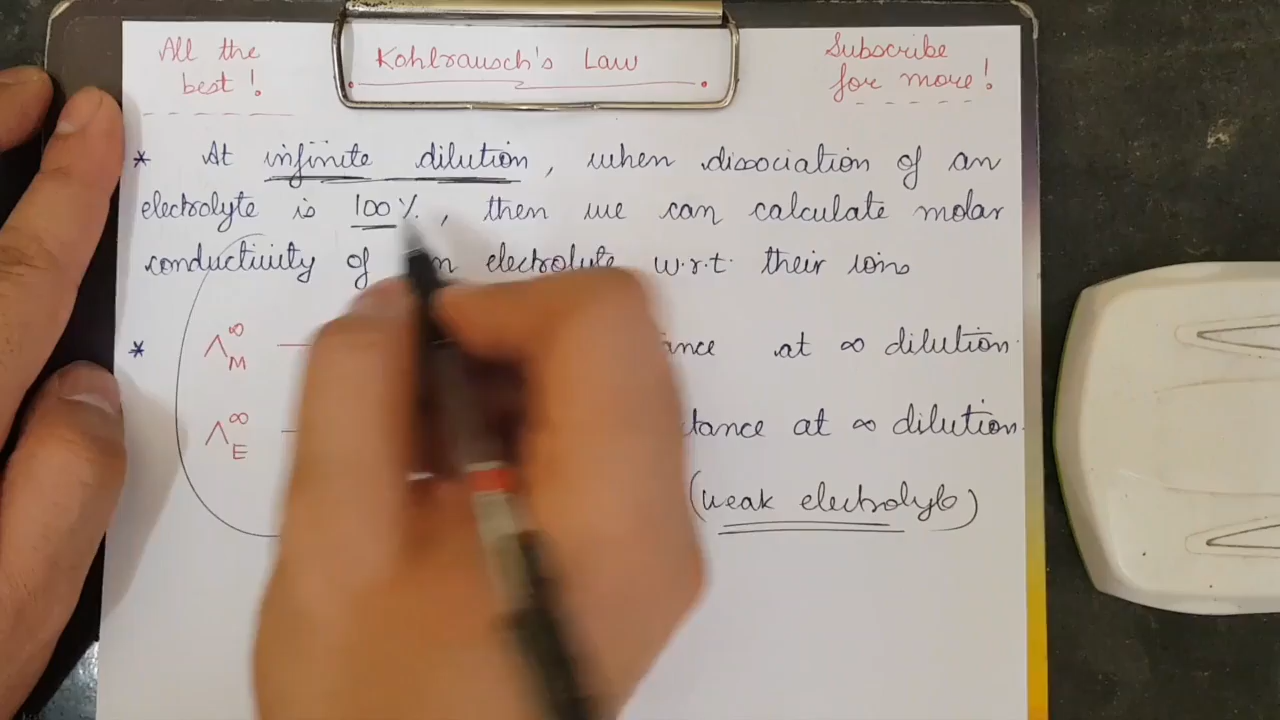 All the
best !
Kohlrausch's Law
Subscribe
for more!
* At infinite dilution, when dissociation of an
electrolyte is 100%, then we can calculate molar
conductivity of electrolyte w.r.t. their ions
* Λ∞M — at ∞ dilution.
Λ∞E — at ∞ dilution.
(weak electrolyte)